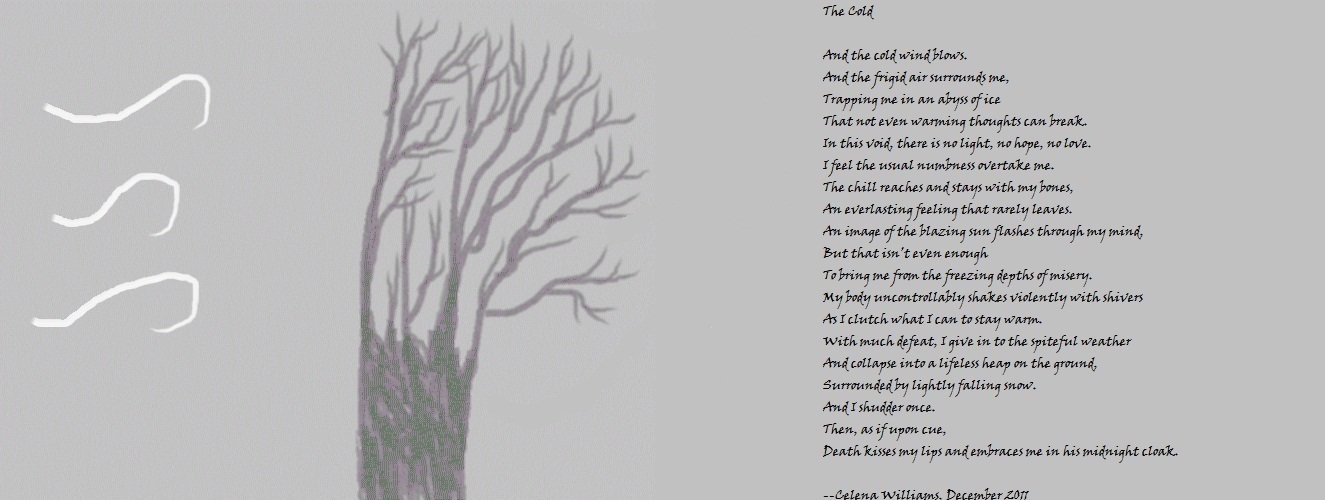 The Cold
And the cold wind blows.
And the frigid air surrounds me,
Trapping me in an abyss of ice
That not even warming thoughts can break.
In this void, there is no light, no hope, no love.
I feel the usual numbness overtake me.
The chill reaches and stays with my bones,
An everlasting feeling that rarely leaves.
An image of the blazing sun flashes through my mind,
But that isn't even enough
To bring me from the freezing depths of misery.
My body uncontrollably shakes violently with shivers
As I clutch what I can to stay warm.
With much defeat, I give in to the spiteful weather
And collapse into a lifeless heap on the ground,
Surrounded by lightly falling snow.
And I shudder once.
Then, as if upon cue,
Death kisses my lips and embraces me in his midnight cloak.
--Celena Williams, December 2011